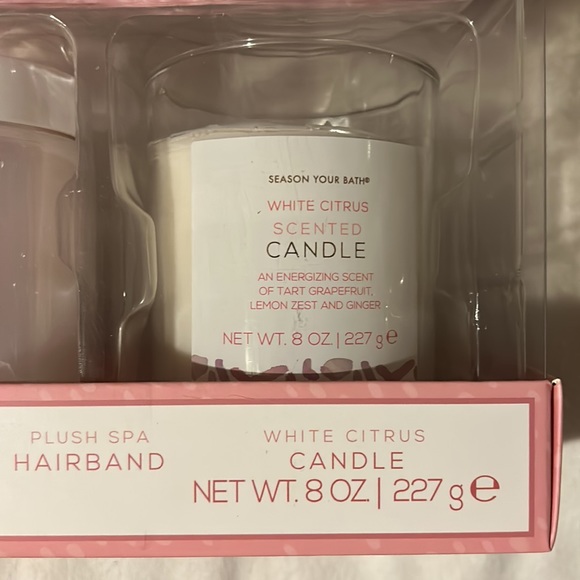 SEASON YOUR BATH®
WHITE CITRUS
SCENTED
CANDLE
AN ENERGIZING SCENT
OF TART GRAPEFRUIT,
LEMON ZEST AND GINGER
NET WT. 8 OZ. | 227 g ℮
PLUSH SPA
HAIRBAND
WHITE CITRUS
CANDLE
NET WT. 8 OZ. | 227 g ℮